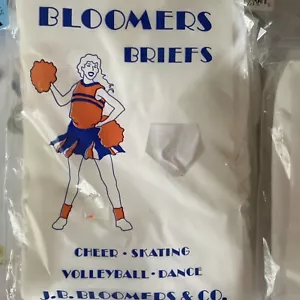 BLOOMERS
BRIEFS
CHEER • SKATING
VOLLEYBALL • DANCE
J.B. BLOOMERS & CO.